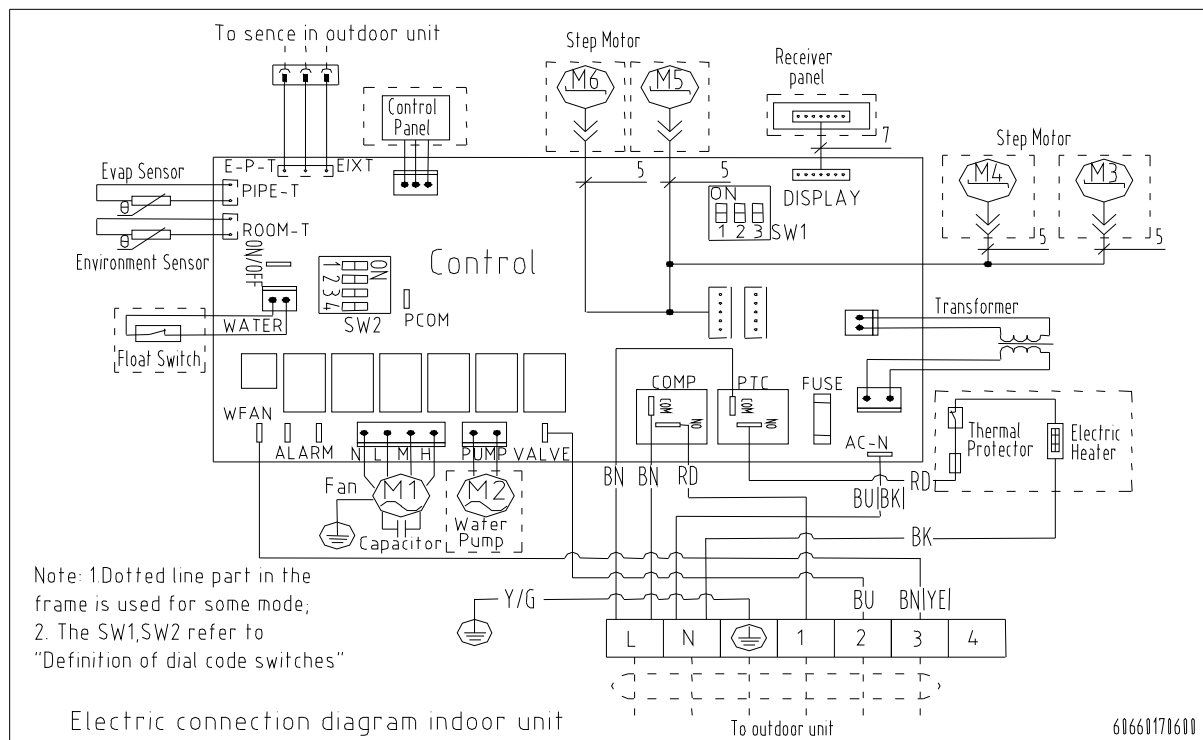 To sence in outdoor unit
Step Motor
M6
M5
Receiver
panel
7
Control
Panel
Step Motor
M4
M3
E-P-T
EIXT
5
5
5
5
Evap Sensor
θ
PIPE-T
ROOM-T
θ
Environment Sensor
ON
1 2 3
SW1
DISPLAY
ON/OFF
1
2
3
4
ON
SW2
PCOM
Control
WATER
Float Switch
Transformer
COMP
COM
NO
PTC
COM
NO
FUSE
AC-N
WFAN
ALARM
N L M H
PUMP
VALVE
Thermal
Protector
Electric
Heater
Fan
M1
Capacitor
M2
Water
Pump
BN
BN
RD
BU(BK)
RD
BK
Note: 1.Dotted line part in the
frame is used for some mode;
2. The SW1,SW2 refer to
"Definition of dial code switches"
Y/G
BU
BN(YE)
L
N
1
2
3
4
To outdoor unit
Electric connection diagram indoor unit
60660170600